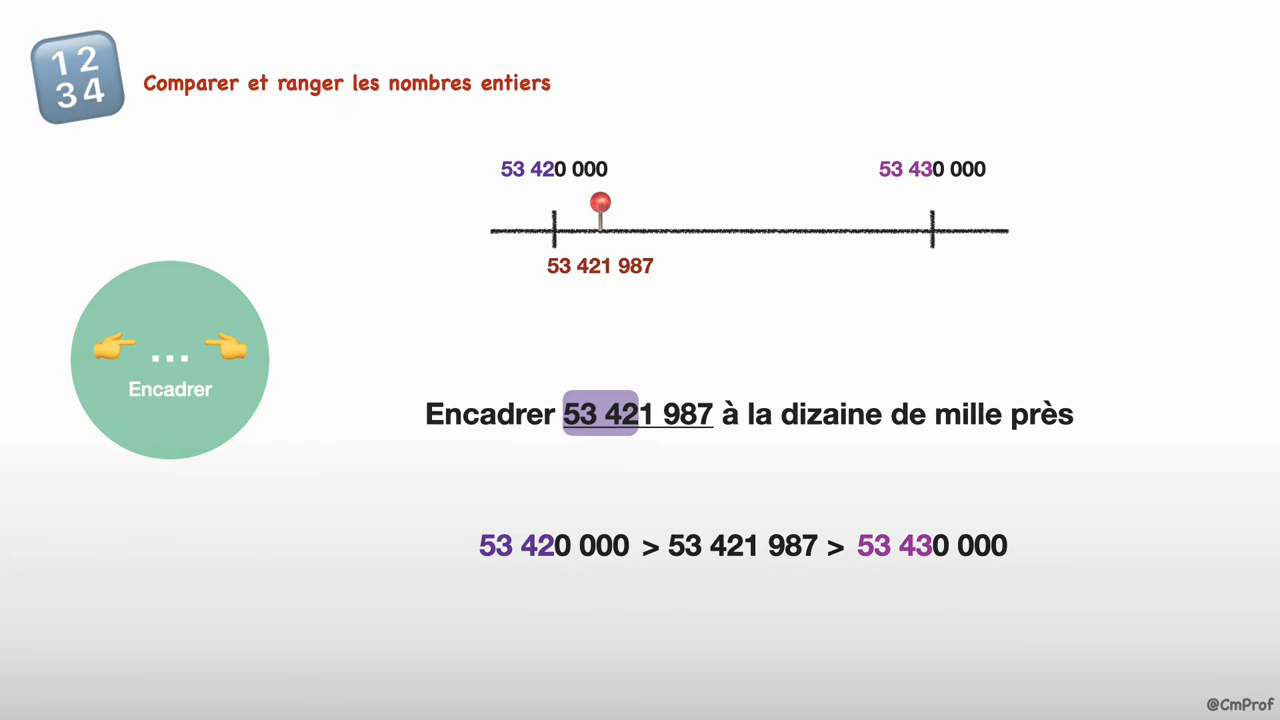 1 2
3 4
Comparer et ranger les nombres entiers
53 420 000
53 430 000
53 421 987
...
Encadrer
Encadrer 53 421 987 à la dizaine de mille près
53 420 000 > 53 421 987 > 53 430 000
@CmProf